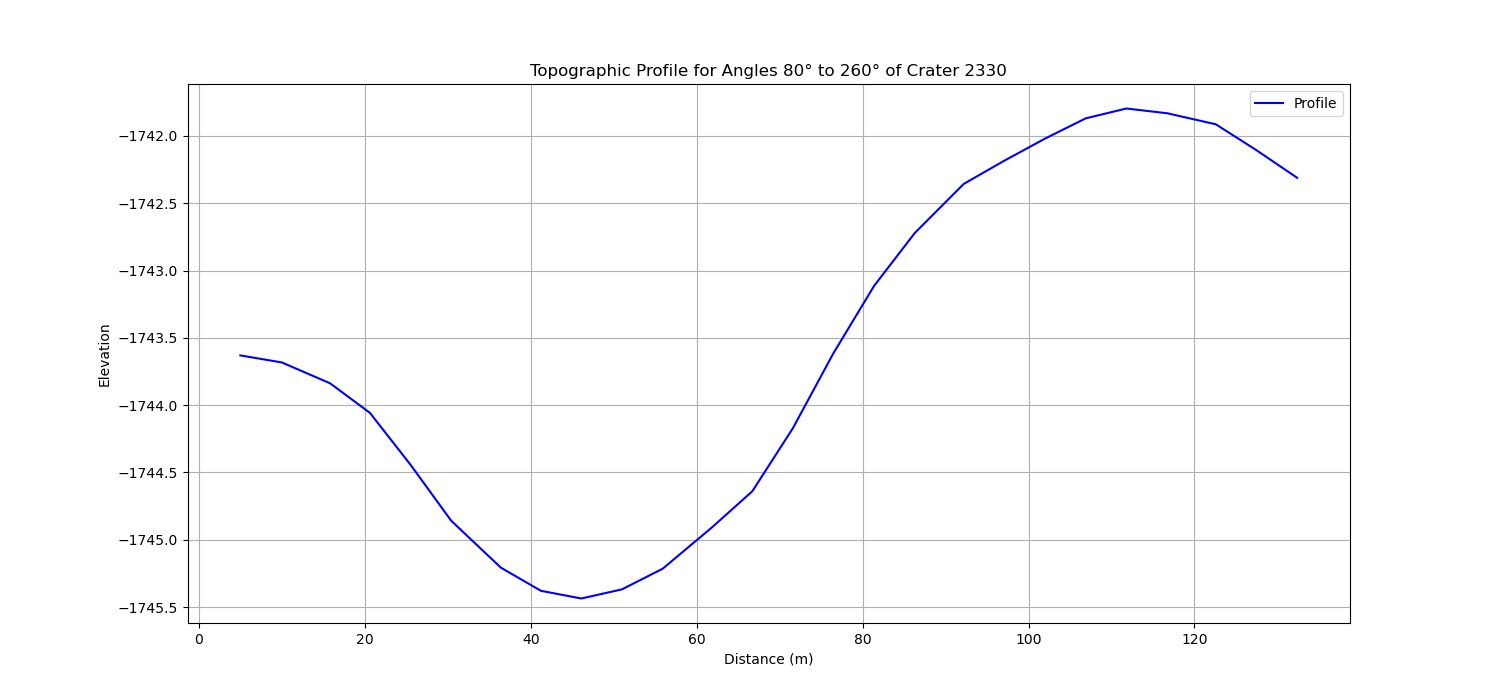 Topographic Profile for Angles 80° to 260° of Crater 2330
Profile
−1742.0
−1742.5
−1743.0
−1743.5
−1744.0
−1744.5
−1745.0
−1745.5
Elevation
0 20 40 60 80 100 120
Distance (m)